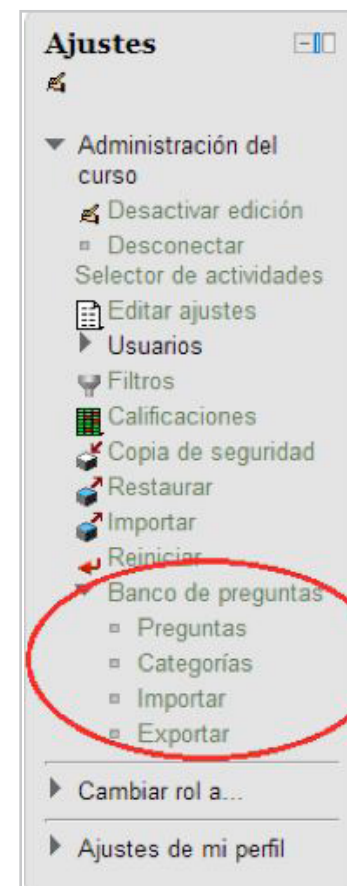 Ajustes
Administración del
curso
Desactivar edición
Desconectar
Selector de actividades
Editar ajustes
Usuarios
Filtros
Calificaciones
Copia de seguridad
Restaurar
Importar
Reiniciar
Banco de preguntas
Preguntas
Categorías
Importar
Exportar
Cambiar rol a...
Ajustes de mi perfil